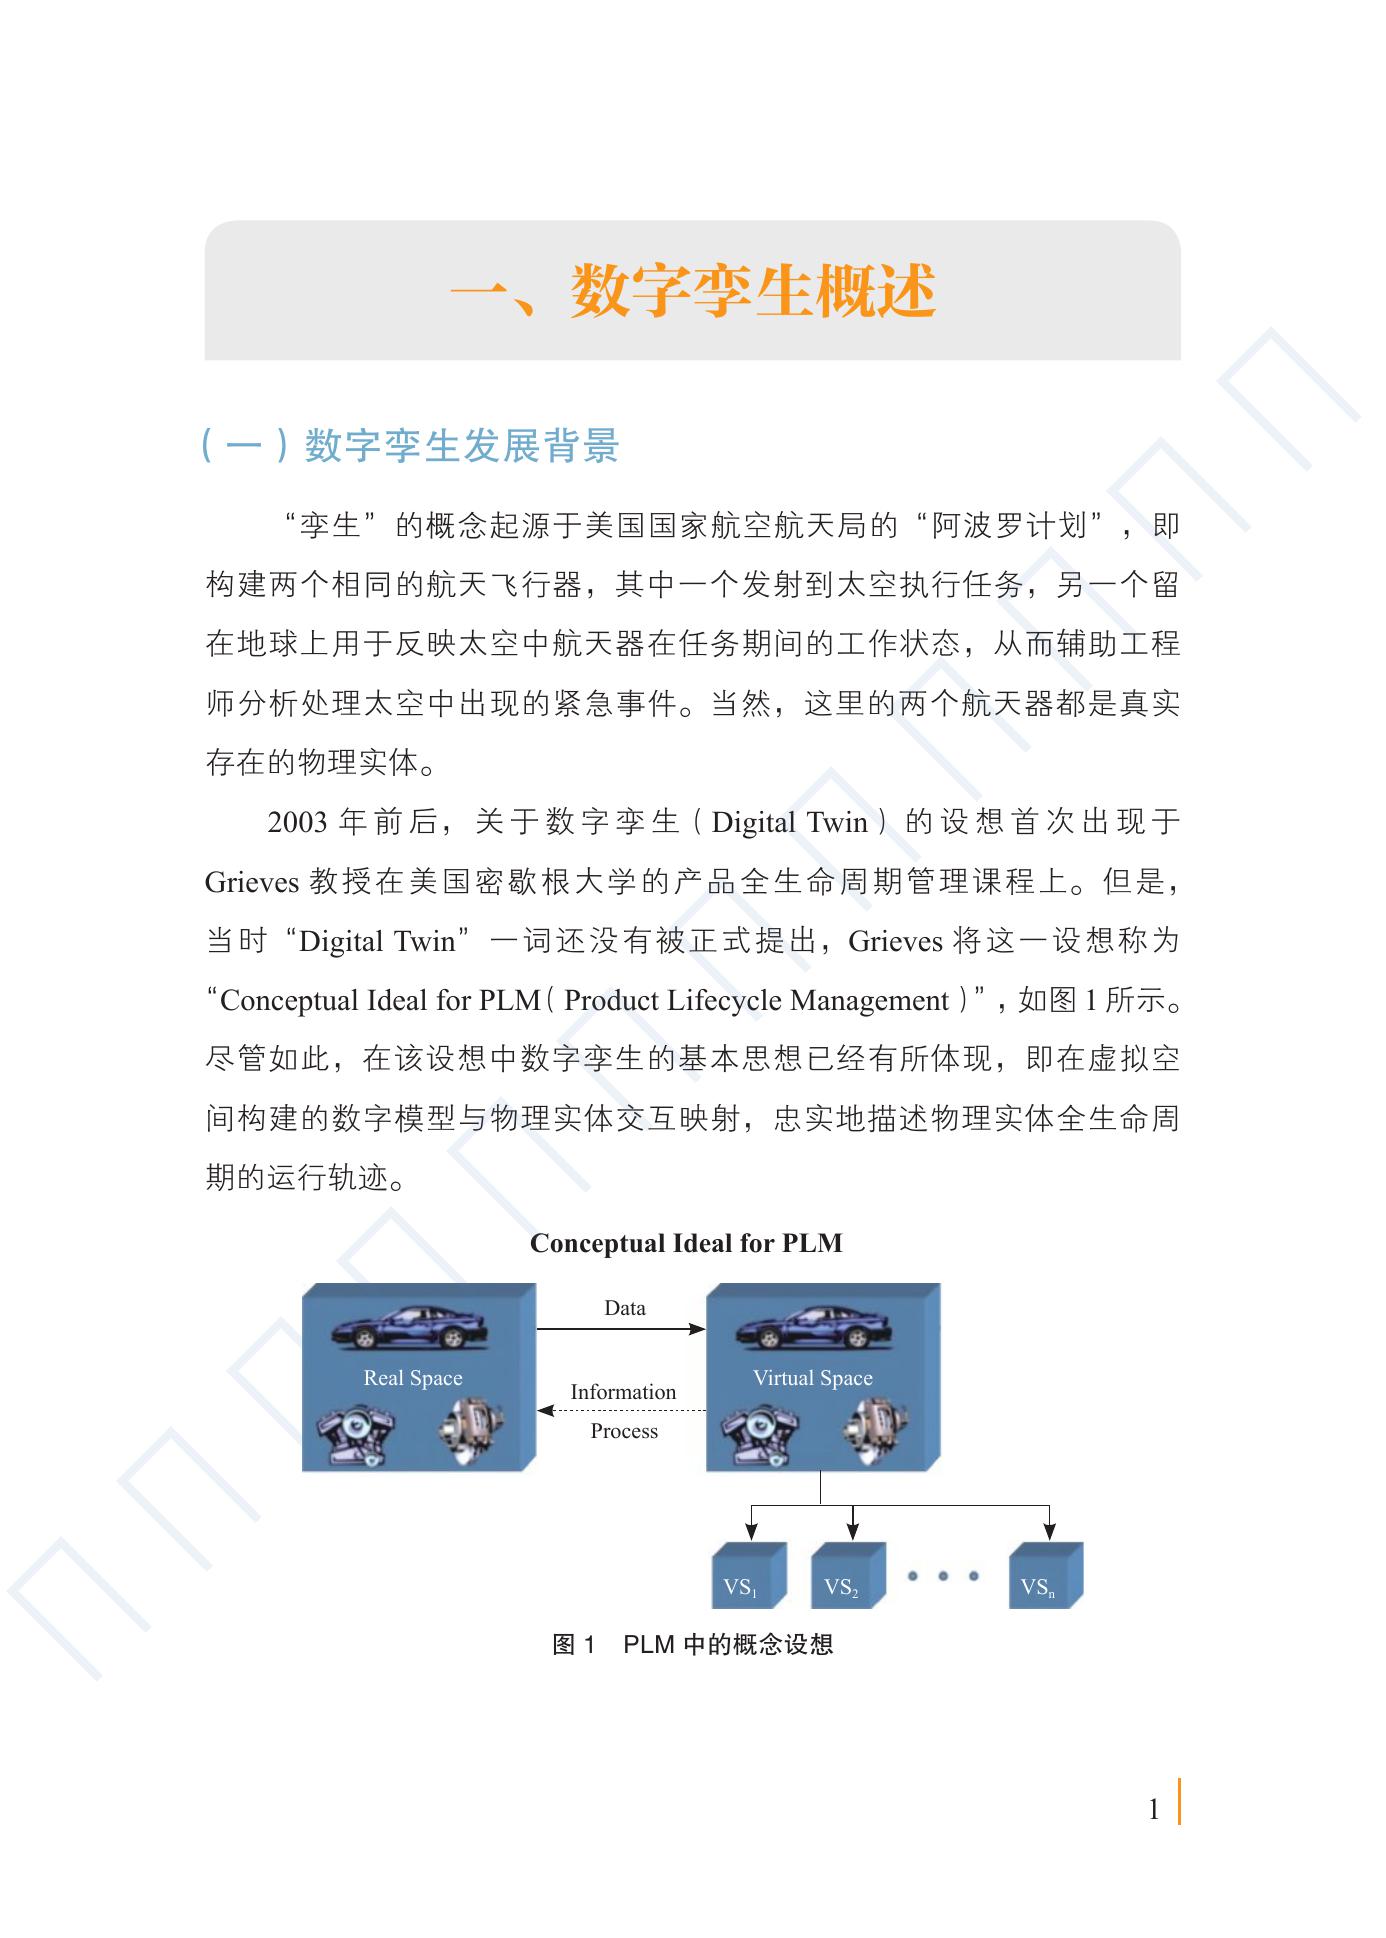 一、数字孪生概述
（一）数字孪生发展背景
“孪生”的概念起源于美国国家航空航天局的“阿波罗计划”，即
构建两个相同的航天飞行器，其中一个发射到太空执行任务，另一个留
在地球上用于反映太空中航天器在任务期间的工作状态，从而辅助工程
师分析处理太空中出现的紧急事件。当然，这里的两个航天器都是真实
存在的物理实体。
2003 年前后，关于数字孪生（Digital Twin）的设想首次出现于
Grieves 教授在美国密歇根大学的产品全生命周期管理课程上。但是，
当时“Digital Twin”一词还没有被正式提出，Grieves 将这一设想称为
“Conceptual Ideal for PLM（Product Lifecycle Management）”，如图 1 所示。
尽管如此，在该设想中数字孪生的基本思想已经有所体现，即在虚拟空
间构建的数字模型与物理实体交互映射，忠实地描述物理实体全生命周
期的运行轨迹。
Conceptual Ideal for PLM
Data
Real Space
Virtual Space
Information
Process
VS1 VS2 • • • VSn
图 1 PLM 中的概念设想
1